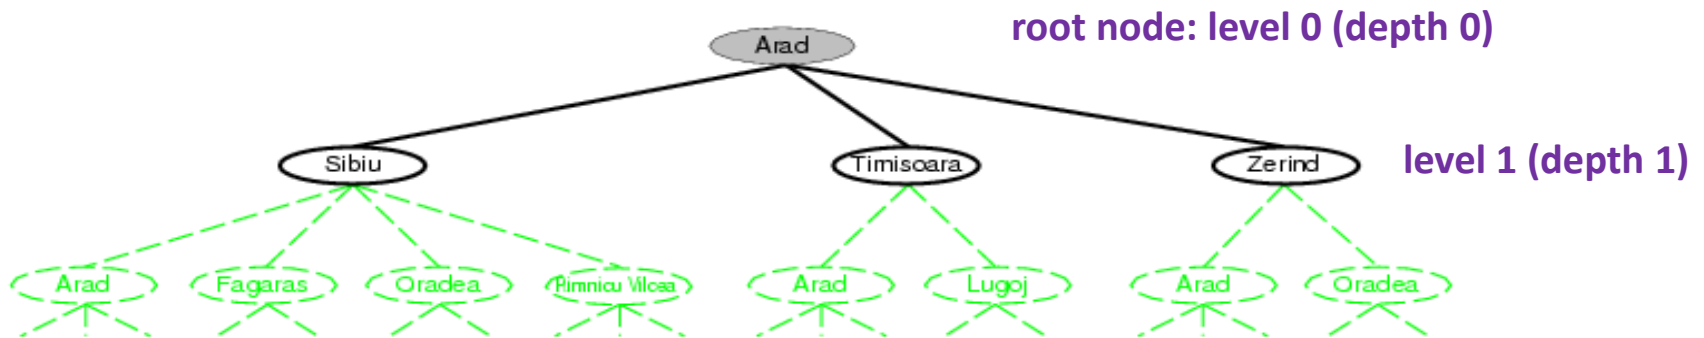 Arad
root node: level 0 (depth 0)
Sibiu
Timisoara
Zerind
level 1 (depth 1)
Arad
Fagaras
Oradea
Rimnicu Vilcea
Arad
Lugoj
Arad
Oradea